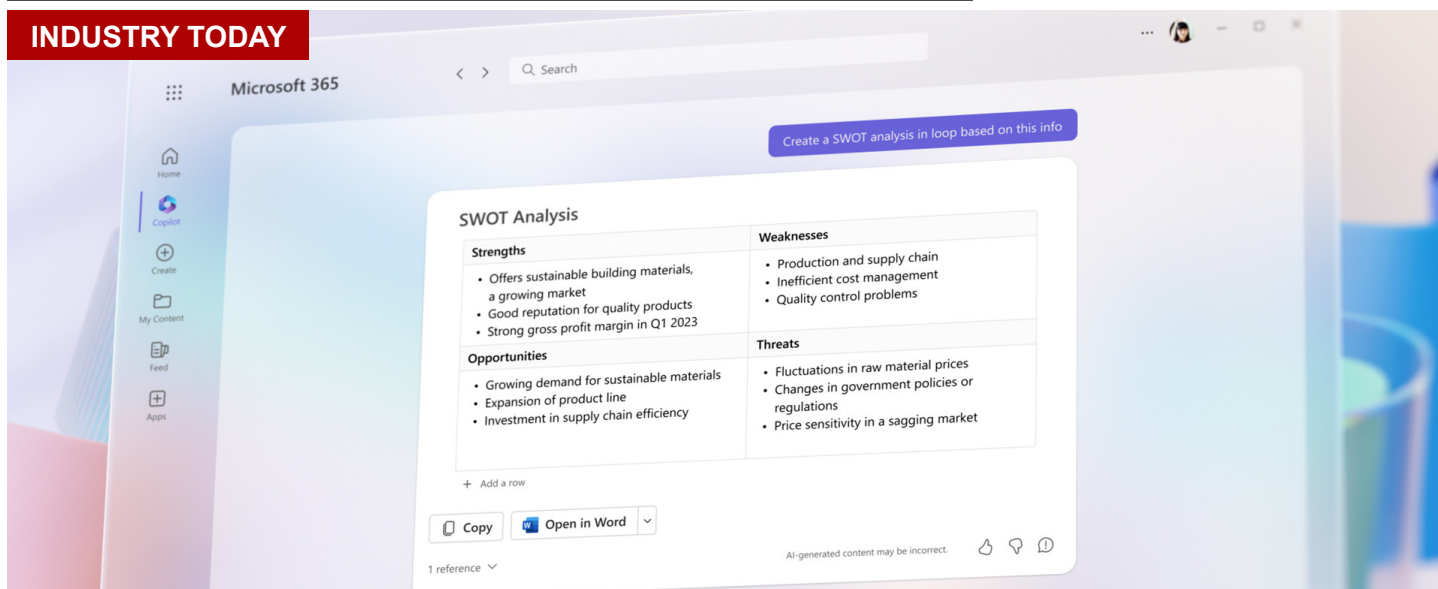 INDUSTRY TODAY
Microsoft 365
Search
Create a SWOT analysis in loop based on this info
Home
Copilot
Create
My Content
Feed
Apps
SWOT Analysis
Strengths
• Offers sustainable building materials,
a growing market
• Good reputation for quality products
• Strong gross profit margin in Q1 2023
Weaknesses
• Production and supply chain
• Inefficient cost management
• Quality control problems
Opportunities
• Growing demand for sustainable materials
• Expansion of product line
• Investment in supply chain efficiency
Threats
• Fluctuations in raw material prices
• Changes in government policies or
regulations
• Price sensitivity in a sagging market
+ Add a row
Copy
Open in Word
1 reference
AI-generated content may be incorrect.